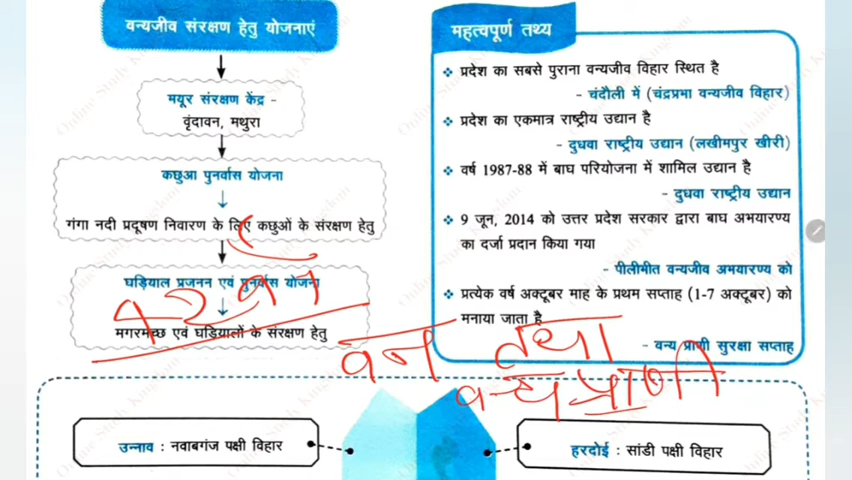 वन्यजीव संरक्षण हेतु योजनाएं
मयूर संरक्षण केंद्र -
वृंदावन, मथुरा
कछुआ पुनर्वास योजना
गंगा नदी प्रदूषण निवारण के लिए कछुओं के संरक्षण हेतु
घड़ियाल प्रजनन एवं पुनर्वास योजना
मगरमच्छ एवं घड़ियालों के संरक्षण हेतु
महत्वपूर्ण तथ्य
प्रदेश का सबसे पुराना वन्यजीव विहार स्थित है
- चंदौली में (चंद्रप्रभा वन्यजीव विहार)
प्रदेश का एकमात्र राष्ट्रीय उद्यान है
- दुधवा राष्ट्रीय उद्यान (लखीमपुर खीरी)
वर्ष 1987-88 में बाघ परियोजना में शामिल उद्यान है
- दुधवा राष्ट्रीय उद्यान
9 जून, 2014 को उत्तर प्रदेश सरकार द्वारा बाघ अभयारण्य
का दर्जा प्रदान किया गया
- पीलीभीत वन्यजीव अभयारण्य को
प्रत्येक वर्ष अक्टूबर माह के प्रथम सप्ताह (1-7 अक्टूबर) को
मनाया जाता है
- वन्य प्राणी सुरक्षा सप्ताह
वन तथा
वन्य प्राणी
उन्नाव : नवाबगंज पक्षी विहार
हरदोई : सांडी पक्षी विहार